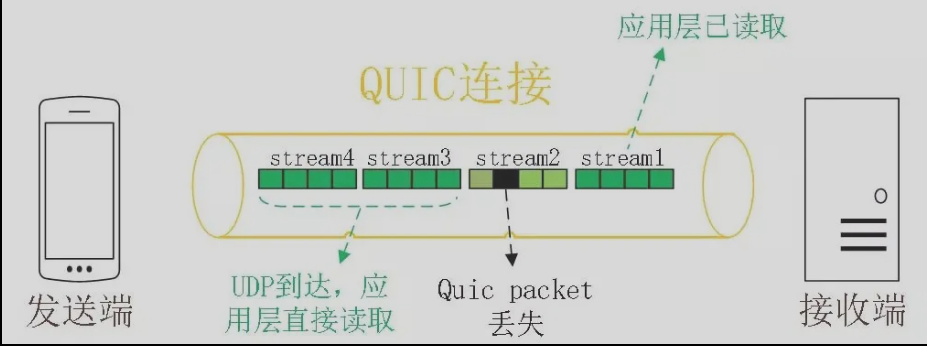 应用层已读取
QUIC连接
stream4 stream3 stream2 stream1
UDP到达，应
用层直接读取
Quic packet
丢失
发送端
接收端